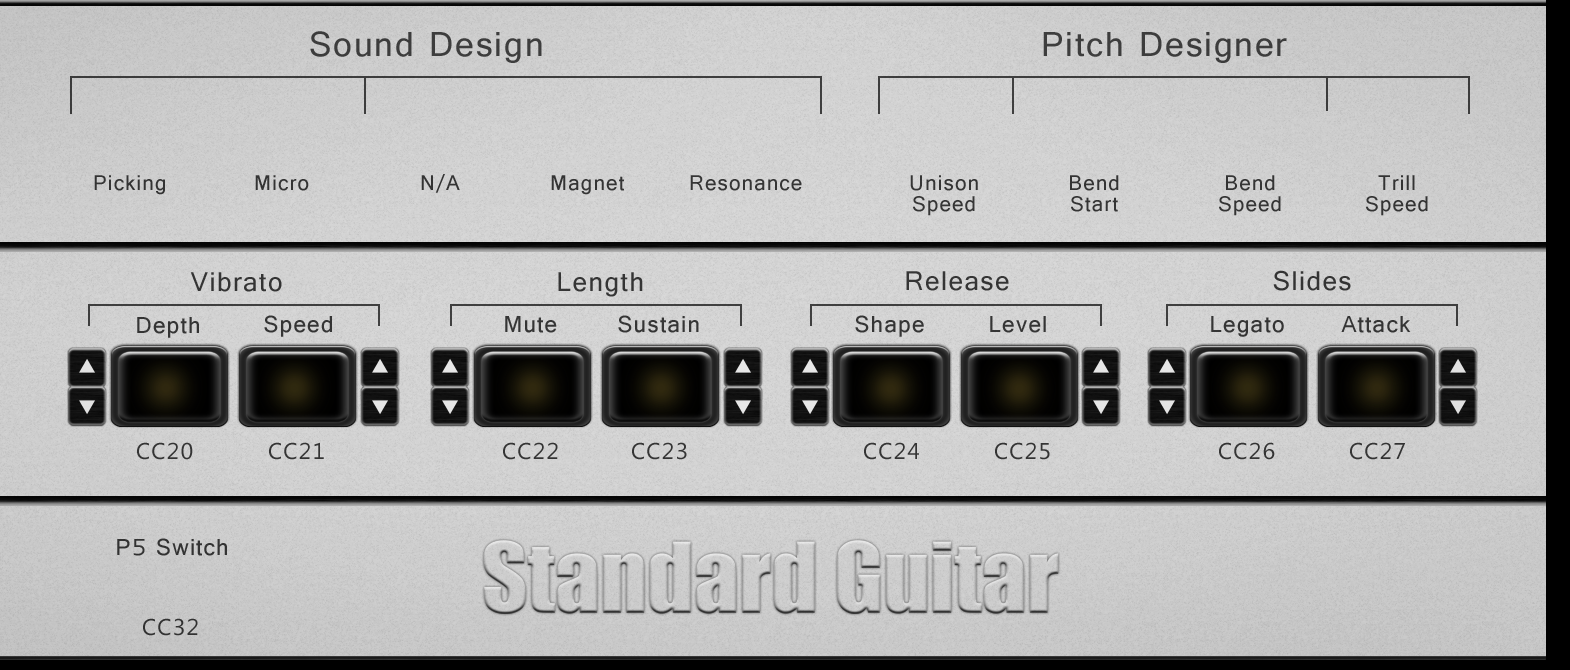 Sound Design
Pitch Designer
Picking
Micro
N/A
Magnet
Resonance
Unison
Speed
Bend
Start
Bend
Speed
Trill
Speed
Vibrato
Length
Release
Slides
Depth
Speed
Mute
Sustain
Shape
Level
Legato
Attack
CC20
CC21
CC22
CC23
CC24
CC25
CC26
CC27
P5 Switch
Standard Guitar
CC32